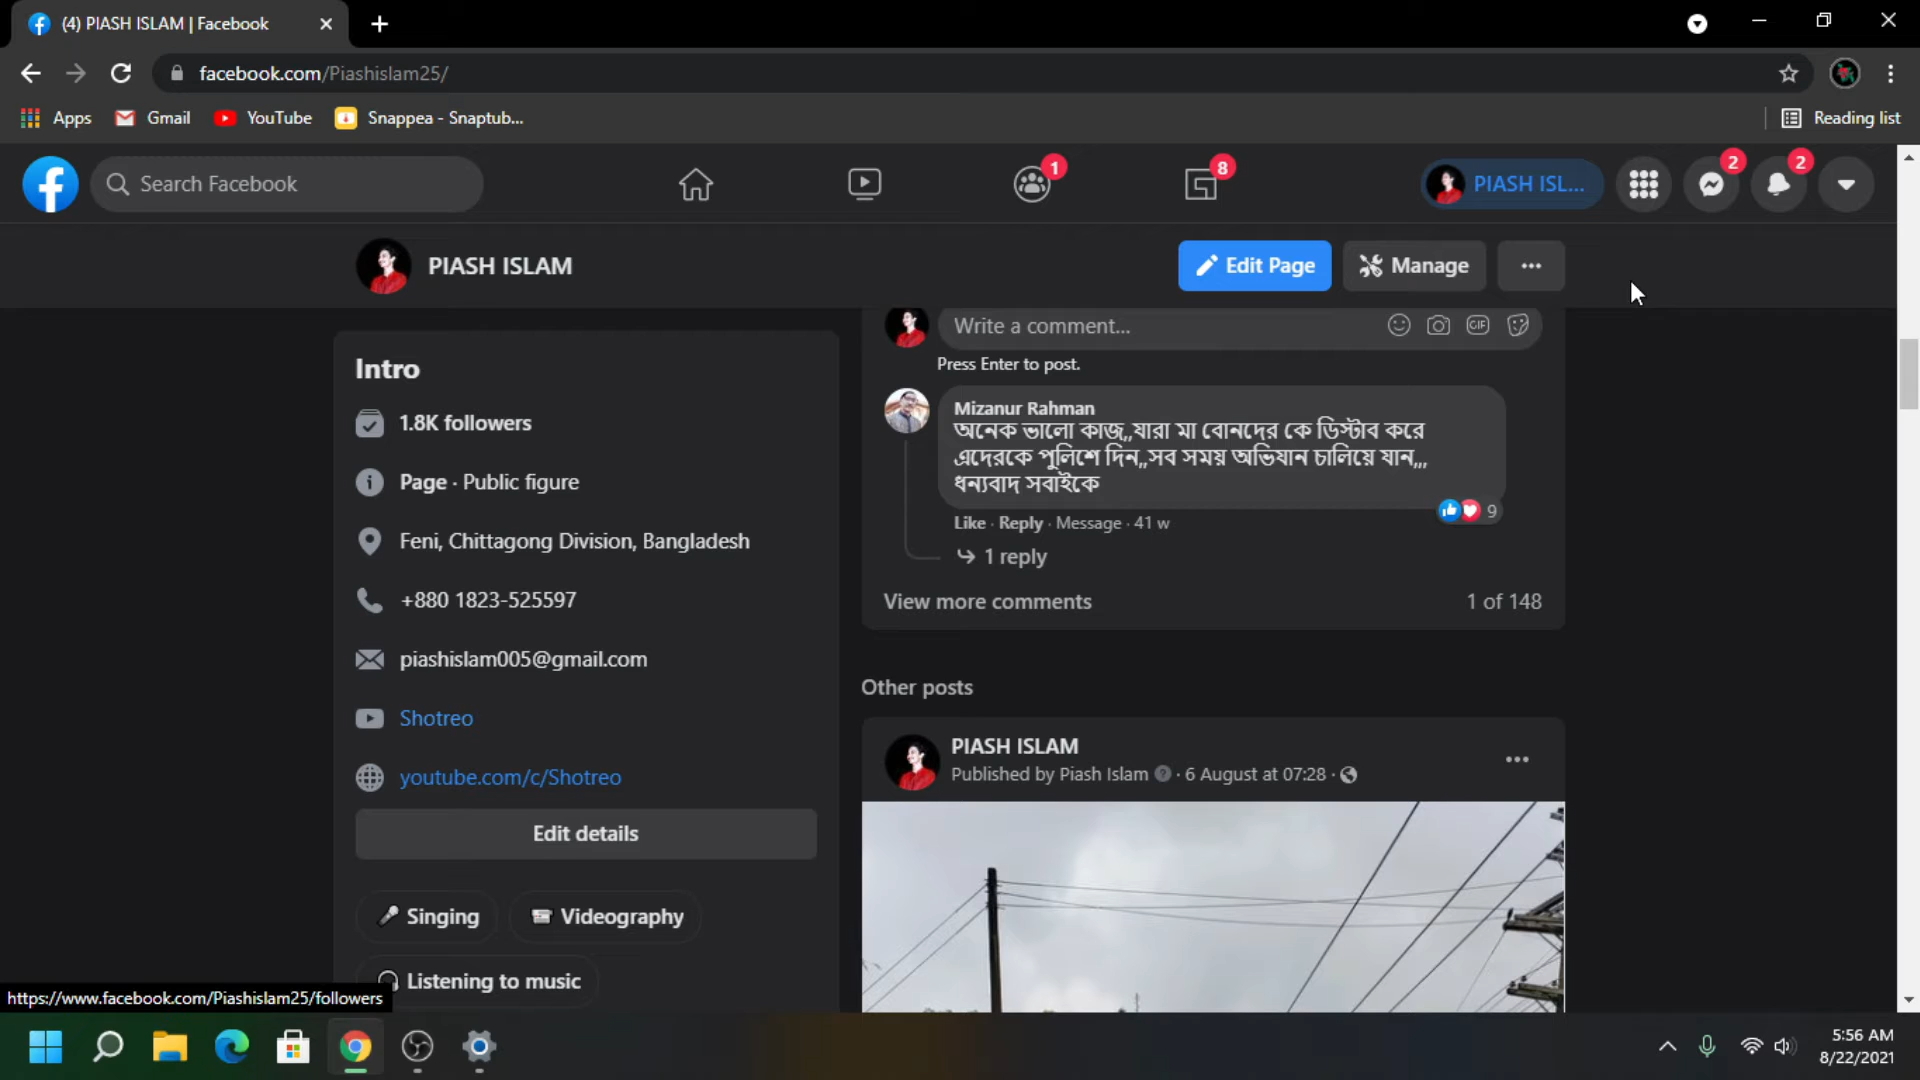 (4) PIASH ISLAM | Facebook
facebook.com/Piashislam25/
Apps
Gmail
YouTube
Snappea - Snaptub...
Reading list
Search Facebook
1
8
PIASH ISL...
2
2
PIASH ISLAM
Edit Page
Manage
Intro
1.8K followers
Page · Public figure
Feni, Chittagong Division, Bangladesh
+880 1823-525597
piashislam005@gmail.com
Shotreo
youtube.com/c/Shotreo
Edit details
Singing
Videography
Listening to music
Write a comment...
GIF
Press Enter to post.
Mizanur Rahman
অনেক ভালো কাজ,,যারা মা বোনদের কে ডিস্টাব করে
এদেরকে পুলিশে দিন,,সব সময় অভিযান চালিয়ে যান,,,
ধন্যবাদ সবাইকে
9
Like · Reply · Message · 41 w
1 reply
View more comments
1 of 148
Other posts
PIASH ISLAM
Published by Piash Islam · 6 August at 07:28 ·
https://www.facebook.com/Piashislam25/followers
5:56 AM
8/22/2021